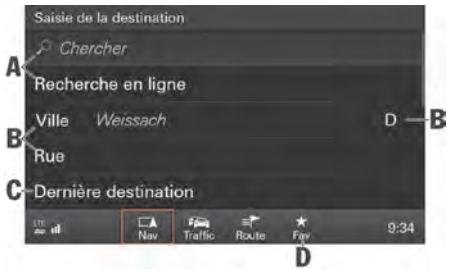 Saisie de la destination
Chercher
A
Recherche en ligne
Ville Weissach D B
B
Rue
C Dernière destination
LTE Nav Traffic Route Fav 9:34
D